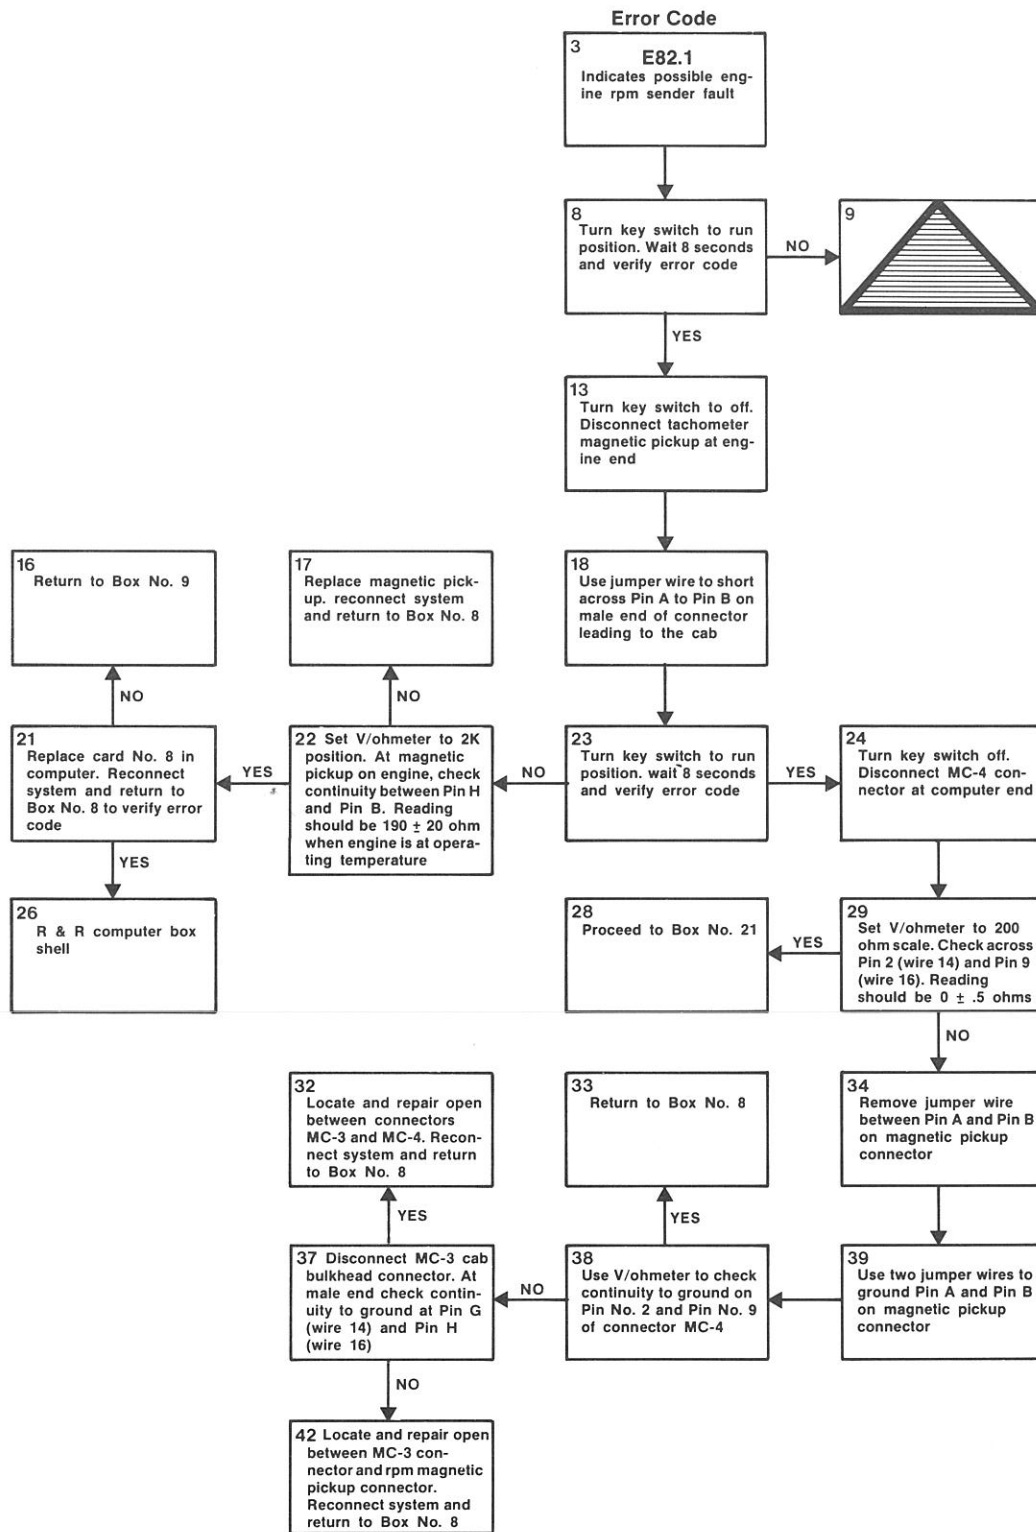 Error Code
3
E82.1
Indicates possible eng-
ine rpm sender fault
8
Turn key switch to run
position. Wait 8 seconds
and verify error code
NO
9
YES
13
Turn key switch to off.
Disconnect tachometer
magnetic pickup at eng-
ine end
16
Return to Box No. 9
17
Replace magnetic pick-
up. reconnect system
and return to Box No. 8
18
Use jumper wire to short
across Pin A to Pin B on
male end of connector
leading to the cab
NO
NO
21
Replace card No. 8 in
computer. Reconnect
system and return to
Box No. 8 to verify error
code
YES
22 Set V/ohmeter to 2K
position. At magnetic
pickup on engine, check
continuity between Pin H
and Pin B. Reading
should be 190 ± 20 ohm
when engine is at opera-
ting temperature
NO
23
Turn key switch to run
position. wait 8 seconds
and verify error code
YES
24
Turn key switch off.
Disconnect MC-4 con-
nector at computer end
YES
26
R & R computer box
shell
28
Proceed to Box No. 21
YES
29
Set V/ohmeter to 200
ohm scale. Check across
Pin 2 (wire 14) and Pin 9
(wire 16). Reading
should be 0 ± .5 ohms
NO
32
Locate and repair open
between connectors
MC-3 and MC-4. Recon-
nect system and return
to Box No. 8
33
Return to Box No. 8
34
Remove jumper wire
between Pin A and Pin B
on magnetic pickup
connector
YES
YES
37 Disconnect MC-3 cab
bulkhead connector. At
male end check contin-
uity to ground at Pin G
(wire 14) and Pin H
(wire 16)
NO
38
Use V/ohmeter to check
continuity to ground on
Pin No. 2 and Pin No. 9
of connector MC-4
39
Use two jumper wires to
ground Pin A and Pin B
on magnetic pickup
connector
NO
42 Locate and repair open
between MC-3 con-
nector and rpm magnetic
pickup connector.
Reconnect system and
return to Box No. 8